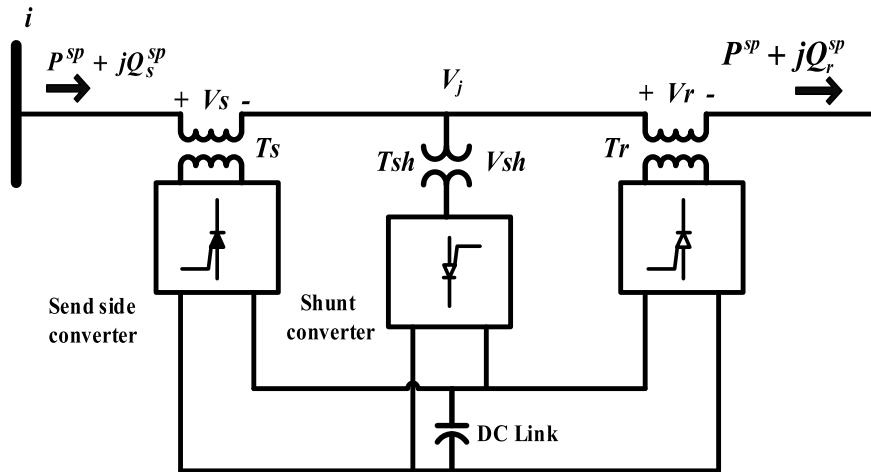 i
P^sp + jQ_s^sp
P^sp + jQ_r^sp
+ Vs -
V_j
+ Vr -
Ts
Tsh
Vsh
Tr
Send side
converter
Shunt
converter
DC Link